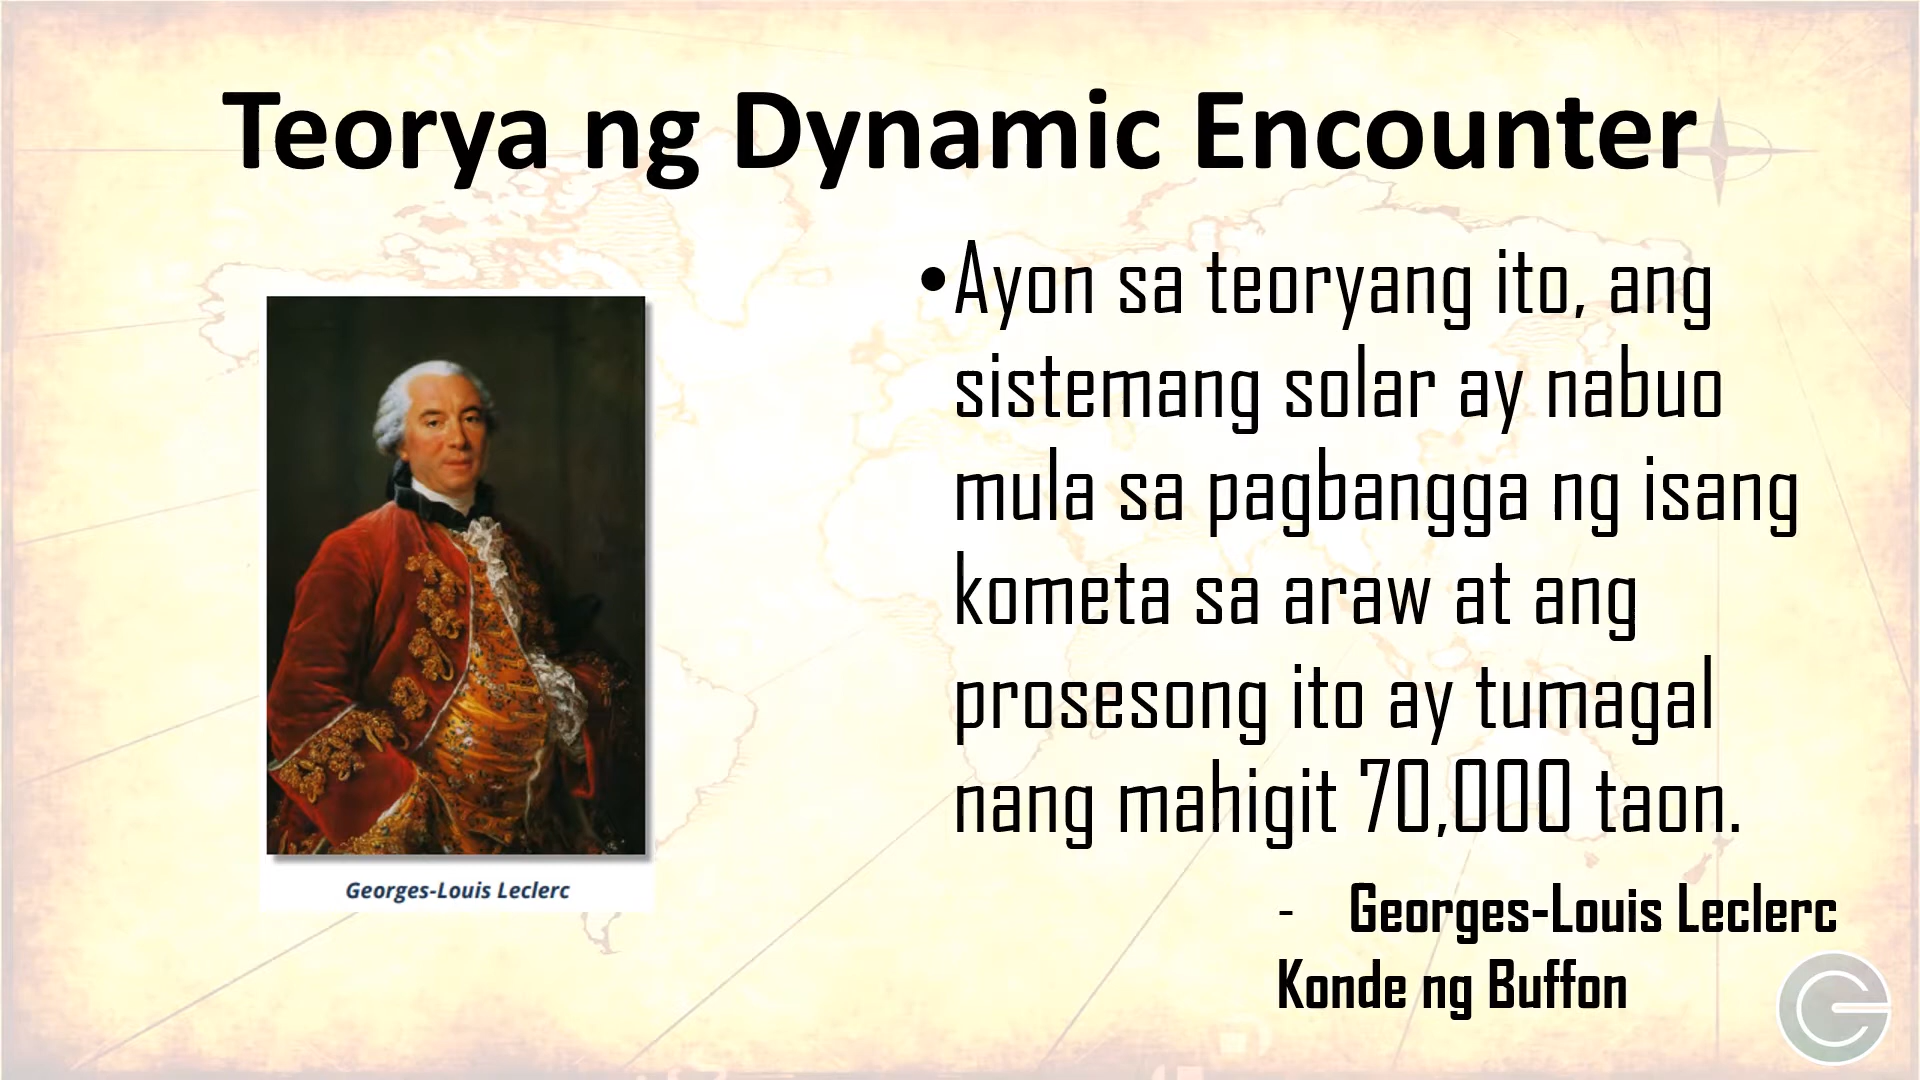 Teorya ng Dynamic Encounter
•Ayon sa teoryang ito, ang
sistemang solar ay nabuo
mula sa pagbangga ng isang
kometa sa araw at ang
prosesong ito ay tumagal
nang mahigit 70,000 taon.
Georges-Louis Leclerc
- Georges-Louis Leclerc
Konde ng Buffon